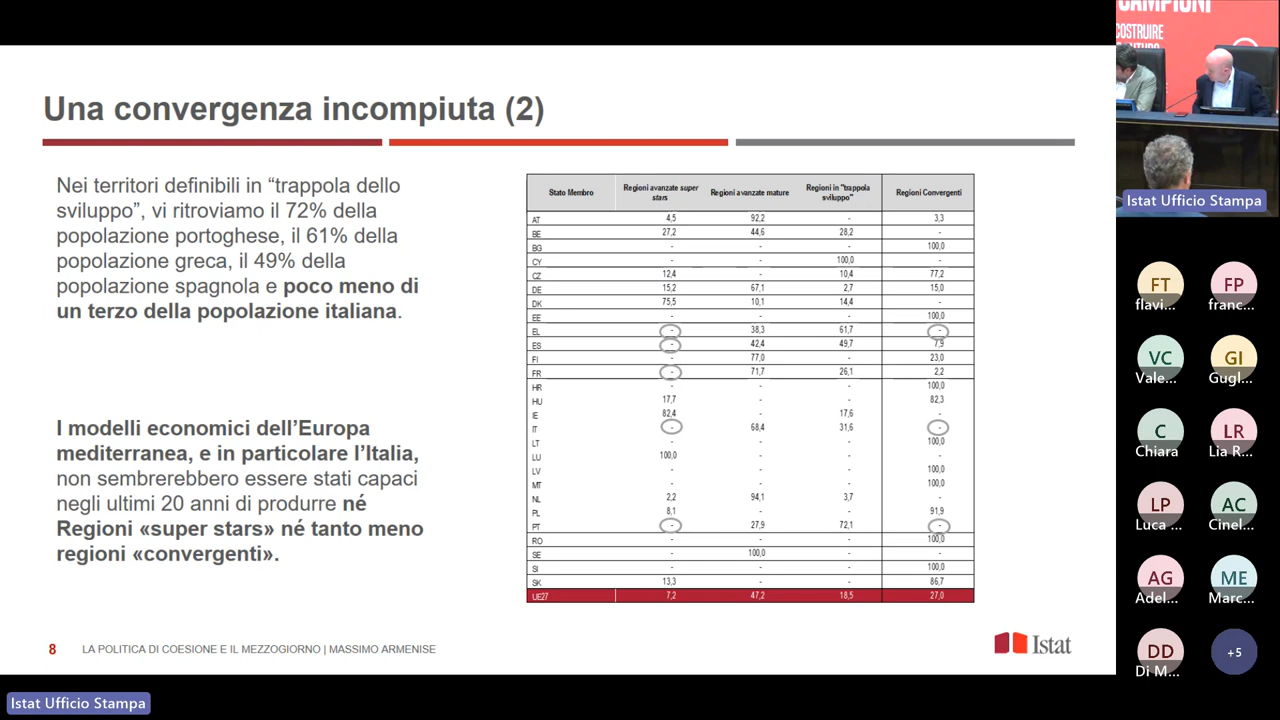 Una convergenza incompiuta (2)
Nei territori definibili in “trappola dello
sviluppo”, vi ritroviamo il 72% della
popolazione portoghese, il 61% della
popolazione greca, il 49% della
popolazione spagnola e poco meno di
un terzo della popolazione italiana.
I modelli economici dell’Europa
mediterranea, e in particolare l’Italia,
non sembrerebbero essere stati capaci
negli ultimi 20 anni di produrre né
Regioni «super stars» né tanto meno
regioni «convergenti».
Stato Membro Regioni avanzate super stars Regioni avanzate mature Regioni in "trappola sviluppo" Regioni Convergenti
AT 4,5 92,2 - 3,3
BE 27,2 44,6 28,2 -
BG - - - 100,0
CY - - 100,0 -
CZ 12,4 - 10,4 77,2
DE 15,2 67,1 2,7 15,0
DK 75,5 10,1 14,4 -
EE - - - 100,0
EL - 38,3 61,7 -
ES - 42,4 49,7 7,9
FI - 77,0 - 23,0
FR - 71,7 26,1 2,2
HR - - - 100,0
HU 17,7 - - 82,3
IE 82,4 - 17,6 -
IT - 68,4 31,6 -
LT - - - 100,0
LU 100,0 - - -
LV - - - 100,0
MT - - - 100,0
NL 2,2 94,1 3,7 -
PL 8,1 - - 91,9
PT - 27,9 72,1 -
RO - - - 100,0
SE - 100,0 - -
SI - - - 100,0
SK 13,3 - - 86,7
UE27 7,2 47,2 18,5 27,0
8 LA POLITICA DI COESIONE E IL MEZZOGIORNO | MASSIMO ARMENISE
Istat
Istat Ufficio Stampa
CAMPIONI
COSTRUIRE
Istat Ufficio Stampa
FT
flavi...
FP
franc...
VC
Vale...
GI
Gugl...
C
Chiara
LR
Lia R...
LP
Luca ...
AC
Cinel...
AG
Adel...
ME
Marc...
DD
Di M...
+5